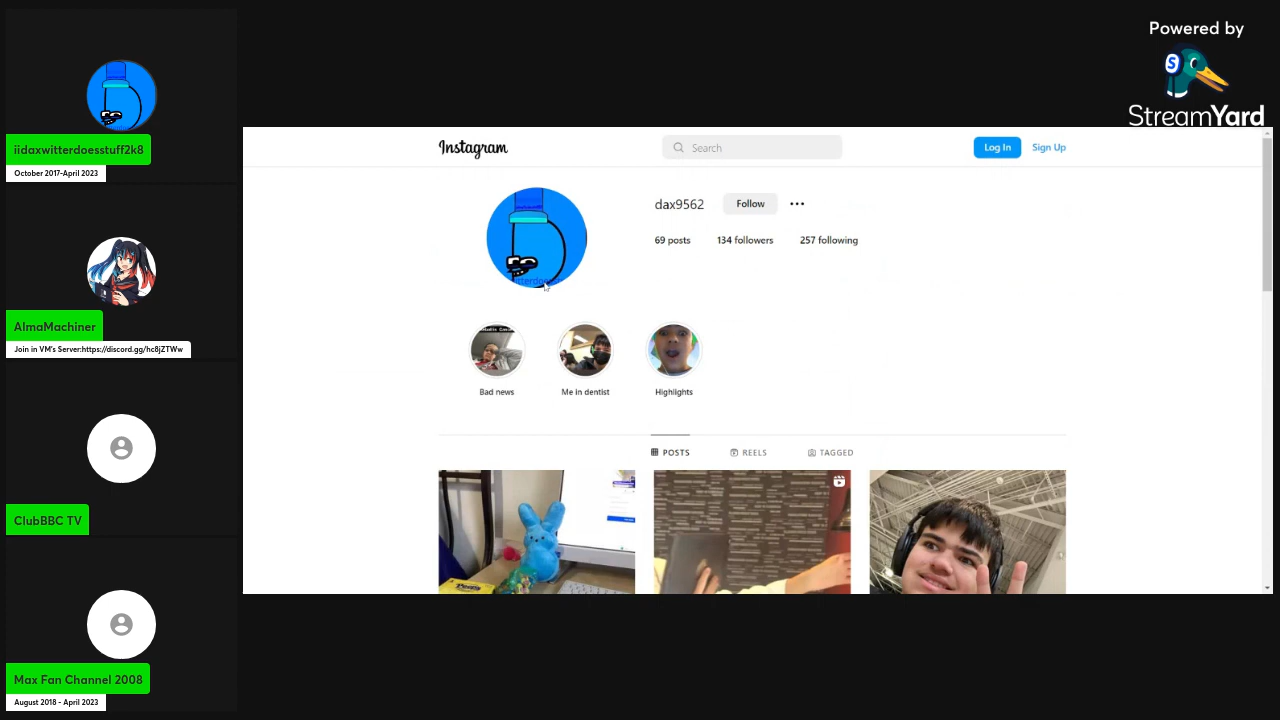 Powered by
S
StreamYard
iidaxwitterdoesstuff2k8
October 2017-April 2023
AlmaMachiner
Join in VM's Server:https://discord.gg/hc8jZTWw
ClubBBC TV
Max Fan Channel 2008
August 2018 - April 2023
Instagram
Search
Log In
Sign Up
dax9562
Follow
69 posts
134 followers
257 following
Bad news
Me in dentist
Highlights
POSTS
REELS
TAGGED